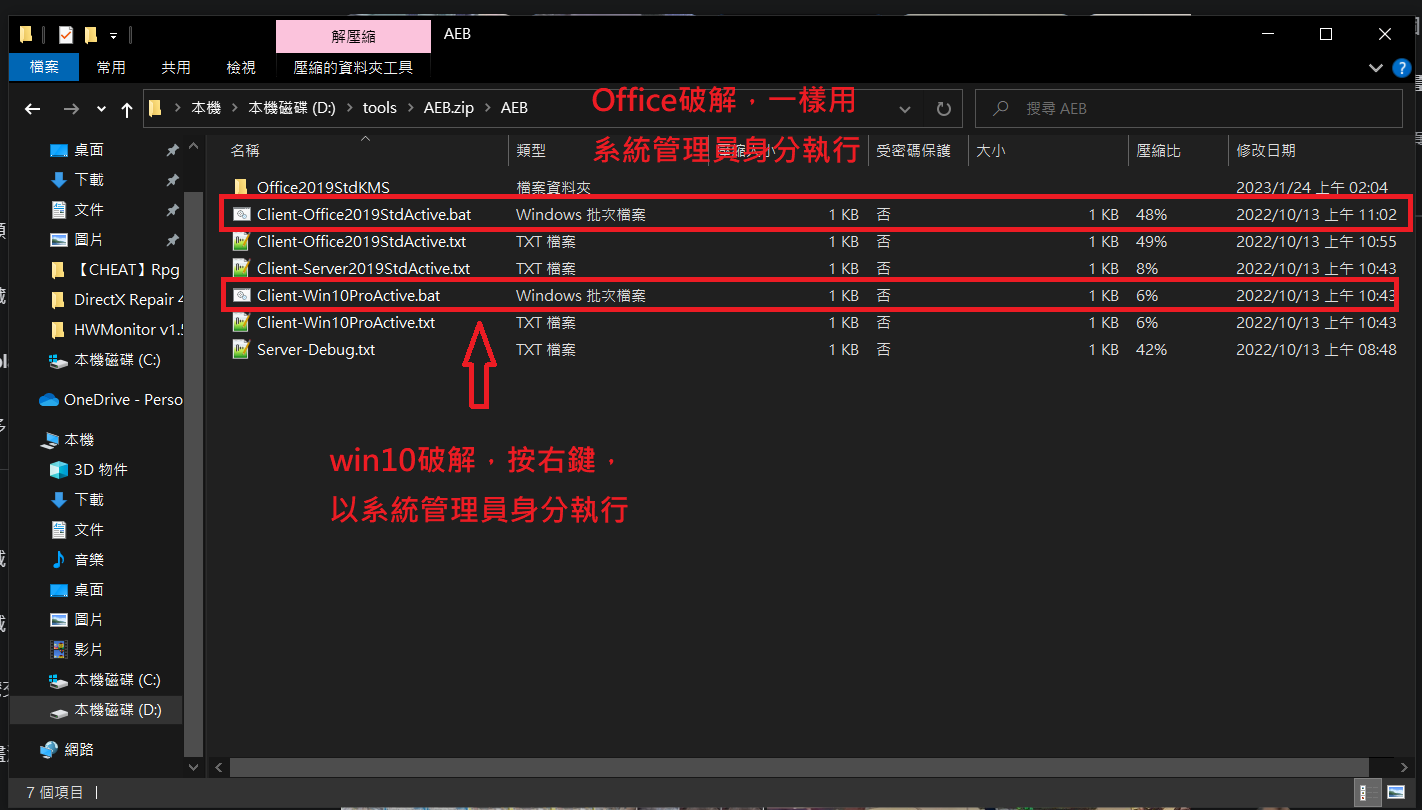 解壓縮
AEB
檔案
常用
共用
檢視
壓縮的資料夾工具
本機 > 本機磁碟 (D:) > tools > AEB.zip > AEB
搜尋 AEB
Office破解，一樣用
系統管理員身分執行
名稱 類型 壓縮大小 受密碼保護 大小 壓縮比 修改日期
Office2019StdKMS 檔案資料夾 2023/1/24 上午 02:04
Client-Office2019StdActive.bat Windows 批次檔案 1 KB 否 1 KB 48% 2022/10/13 上午 11:02
Client-Office2019StdActive.txt TXT 檔案 1 KB 否 1 KB 49% 2022/10/13 上午 10:55
Client-Server2019StdActive.txt TXT 檔案 1 KB 否 1 KB 8% 2022/10/13 上午 10:43
Client-Win10ProActive.bat Windows 批次檔案 1 KB 否 1 KB 6% 2022/10/13 上午 10:43
Client-Win10ProActive.txt TXT 檔案 1 KB 否 1 KB 6% 2022/10/13 上午 10:43
Server-Debug.txt TXT 檔案 1 KB 否 1 KB 42% 2022/10/13 上午 08:48
win10破解，按右鍵，
以系統管理員身分執行
桌面
下載
文件
圖片
【CHEAT】Rpg
DirectX Repair 4
HWMonitor v1.5
本機磁碟 (C:)
OneDrive - Perso
本機
3D 物件
下載
文件
音樂
桌面
圖片
影片
本機磁碟 (C:)
本機磁碟 (D:)
網路
7 個項目